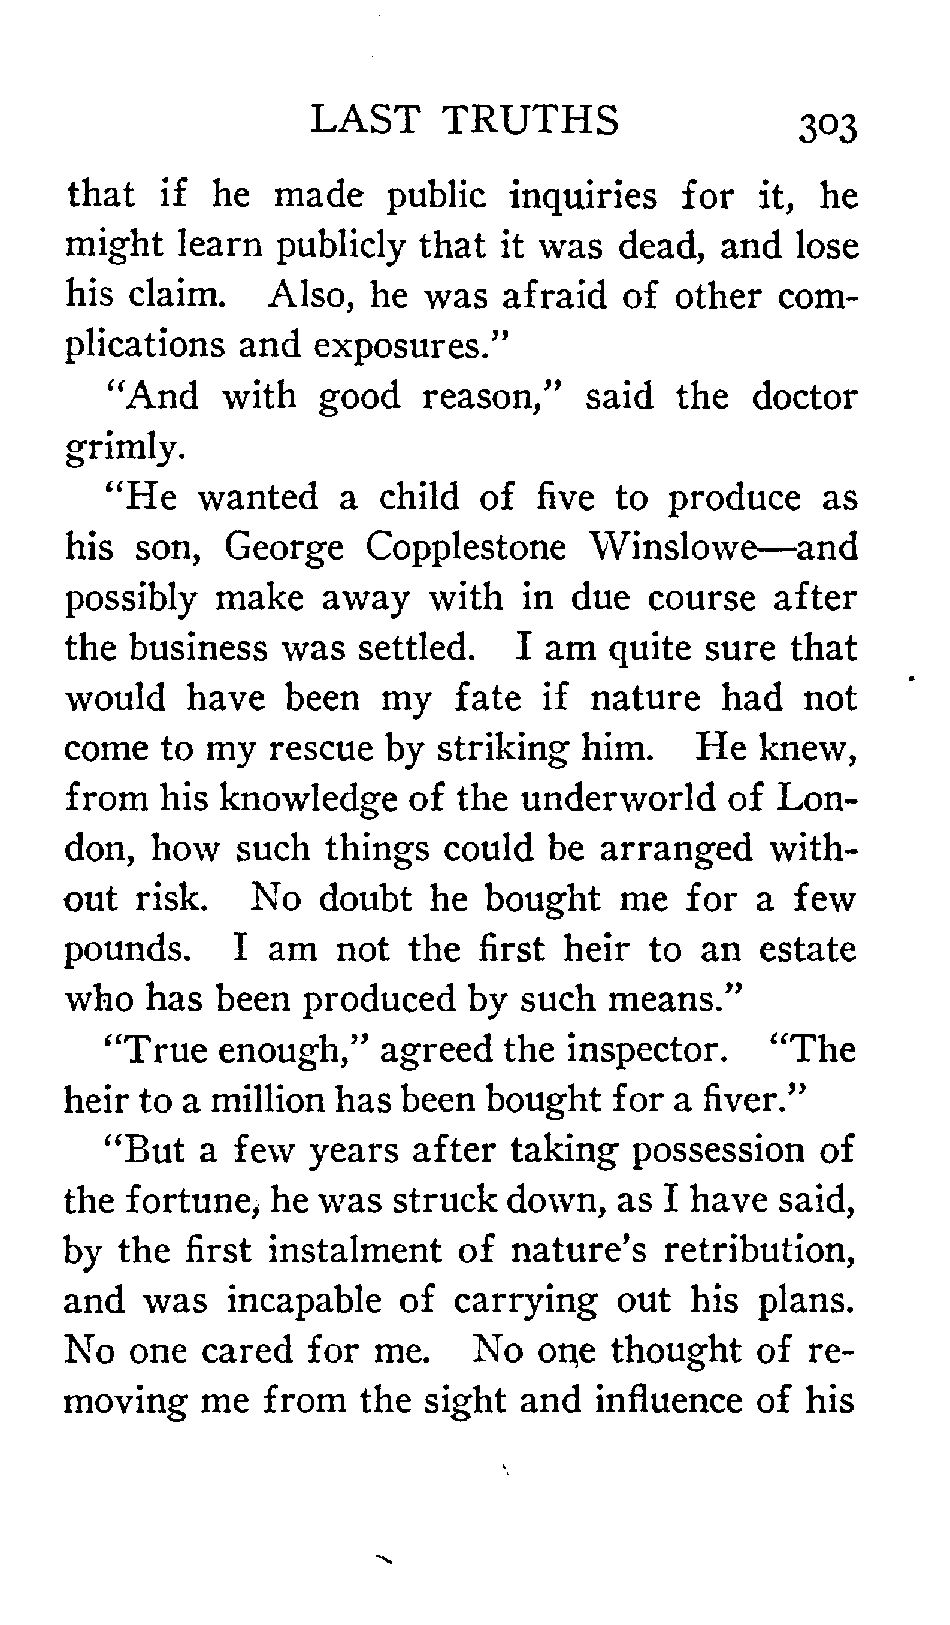 LAST TRUTHS 303
that if he made public inquiries for it, he
might learn publicly that it was dead, and lose
his claim. Also, he was afraid of other com-
plications and exposures."
"And with good reason," said the doctor
grimly.
"He wanted a child of five to produce as
his son, George Copplestone Winslowe—and
possibly make away with in due course after
the business was settled. I am quite sure that
would have been my fate if nature had not
come to my rescue by striking him. He knew,
from his knowledge of the underworld of Lon-
don, how such things could be arranged with-
out risk. No doubt he bought me for a few
pounds. I am not the first heir to an estate
who has been produced by such means."
"True enough," agreed the inspector. "The
heir to a million has been bought for a fiver."
"But a few years after taking possession of
the fortune, he was struck down, as I have said,
by the first instalment of nature's retribution,
and was incapable of carrying out his plans.
No one cared for me. No one thought of re-
moving me from the sight and influence of his